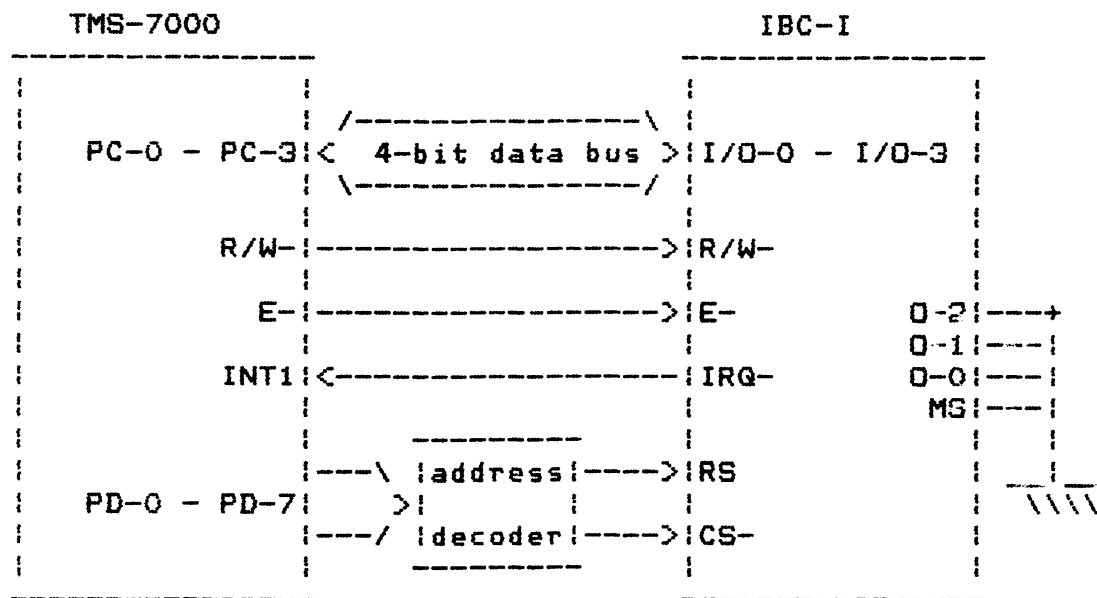 TMS-7000 IBC-I
PC-0 - PC-3 < 4-bit data bus > I/O-0 - I/O-3
R/W- R/W-
E- E- O-2
O-1
INT1 IRQ- O-0
MS
address RS
PD-0 - PD-7
decoder CS-